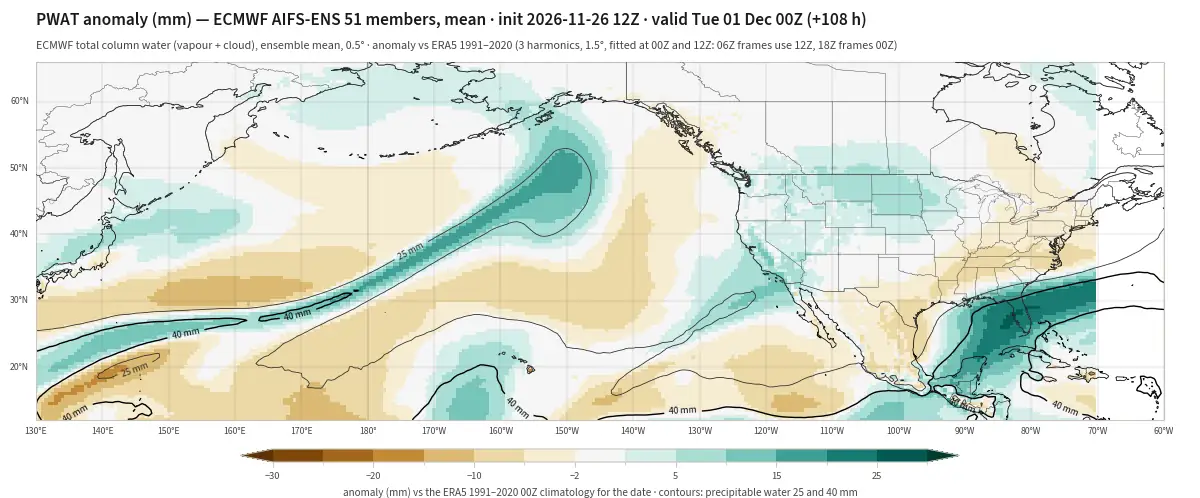 PWAT anomaly (mm) — ECMWF AIFS-ENS 51 members, mean · init 2026-11-26 12Z · valid Tue 01 Dec 00Z (+108 h)
ECMWF total column water (vapour + cloud), ensemble mean, 0.5° · anomaly vs ERA5 1991–2020 (3 harmonics, 1.5°, fitted at 00Z and 12Z: 06Z frames use 12Z, 18Z frames 00Z)
60°N
50°N
40°N
30°N
20°N
25 mm
40 mm
40 mm
25 mm
40 mm
40 mm
40 mm
40 mm
130°E 140°E 150°E 160°E 170°E 180° 170°W 160°W 150°W 140°W 130°W 120°W 110°W 100°W 90°W 80°W 70°W 60°W
−30 −20 −10 −2 5 15 25
anomaly (mm) vs the ERA5 1991–2020 00Z climatology for the date · contours: precipitable water 25 and 40 mm